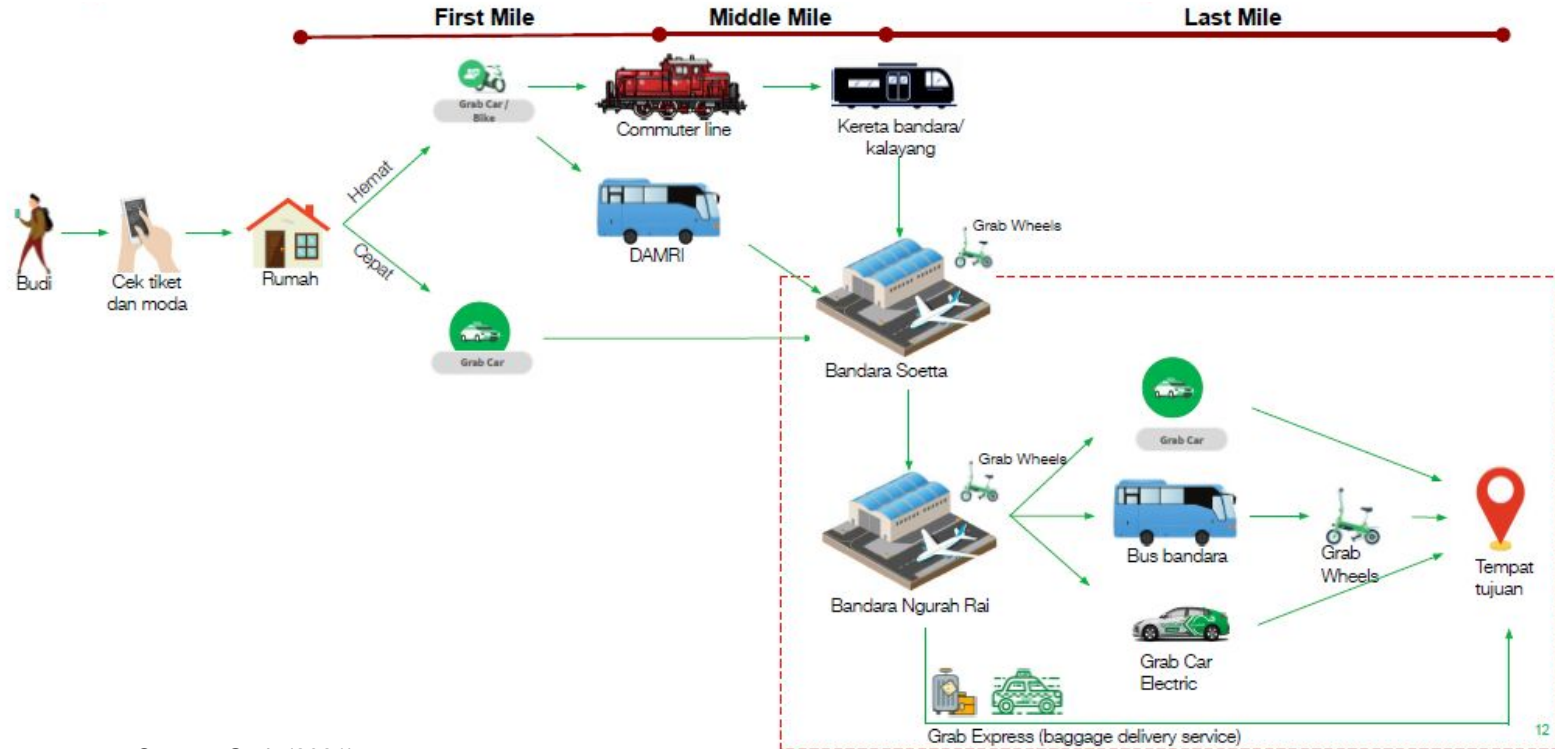 First Mile
Middle Mile
Last Mile
Grab Car /
Bike
Commuter line
Kereta bandara/
kalayang
Hemat
DAMRI
Grab Wheels
Budi
Cek tiket
dan moda
Rumah
Cepat
Grab Car
Bandara Soetta
Grab Car
Grab Wheels
Bus bandara
Grab
Wheels
Tempat
tujuan
Bandara Ngurah Rai
Grab Car
Electric
Grab Express (baggage delivery service)
12